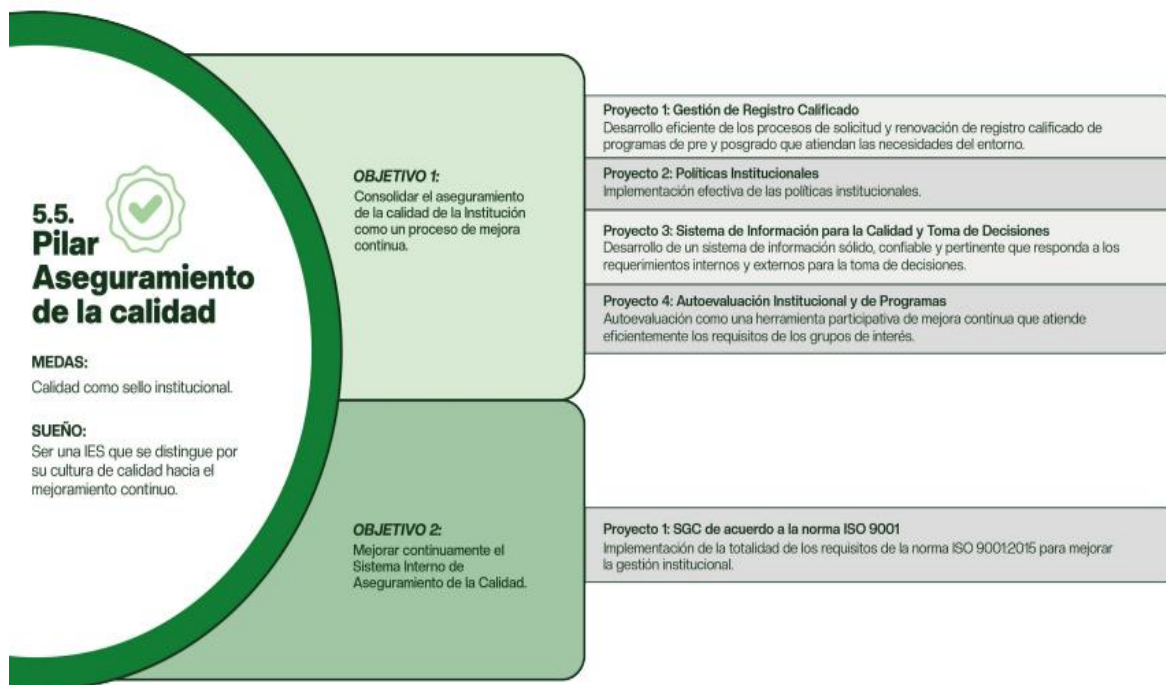 5.5.
Pilar
Aseguramiento
de la calidad
MEDAS:
Calidad como sello institucional.
SUEÑO:
Ser una IES que se distingue por
su cultura de calidad hacia el
mejoramiento continuo.
OBJETIVO 1:
Consolidar el aseguramiento
de la calidad de la Institución
como un proceso de mejora
continua.
Proyecto 1: Gestión de Registro Calificado
Desarrollo eficiente de los procesos de solicitud y renovación de registro calificado de
programas de pre y posgrado que atiendan las necesidades del entorno.
Proyecto 2: Políticas Institucionales
Implementación efectiva de las políticas institucionales.
Proyecto 3: Sistema de Información para la Calidad y Toma de Decisiones
Desarrollo de un sistema de información sólido, confiable y pertinente que responda a los
requerimientos internos y externos para la toma de decisiones.
Proyecto 4: Autoevaluación Institucional y de Programas
Autoevaluación como una herramienta participativa de mejora continua que atiende
eficientemente los requisitos de los grupos de interés.
OBJETIVO 2:
Mejorar continuamente el
Sistema Interno de
Aseguramiento de la Calidad.
Proyecto 1: SGC de acuerdo a la norma ISO 9001
Implementación de la totalidad de los requisitos de la norma ISO 9001:2015 para mejorar
la gestión institucional.